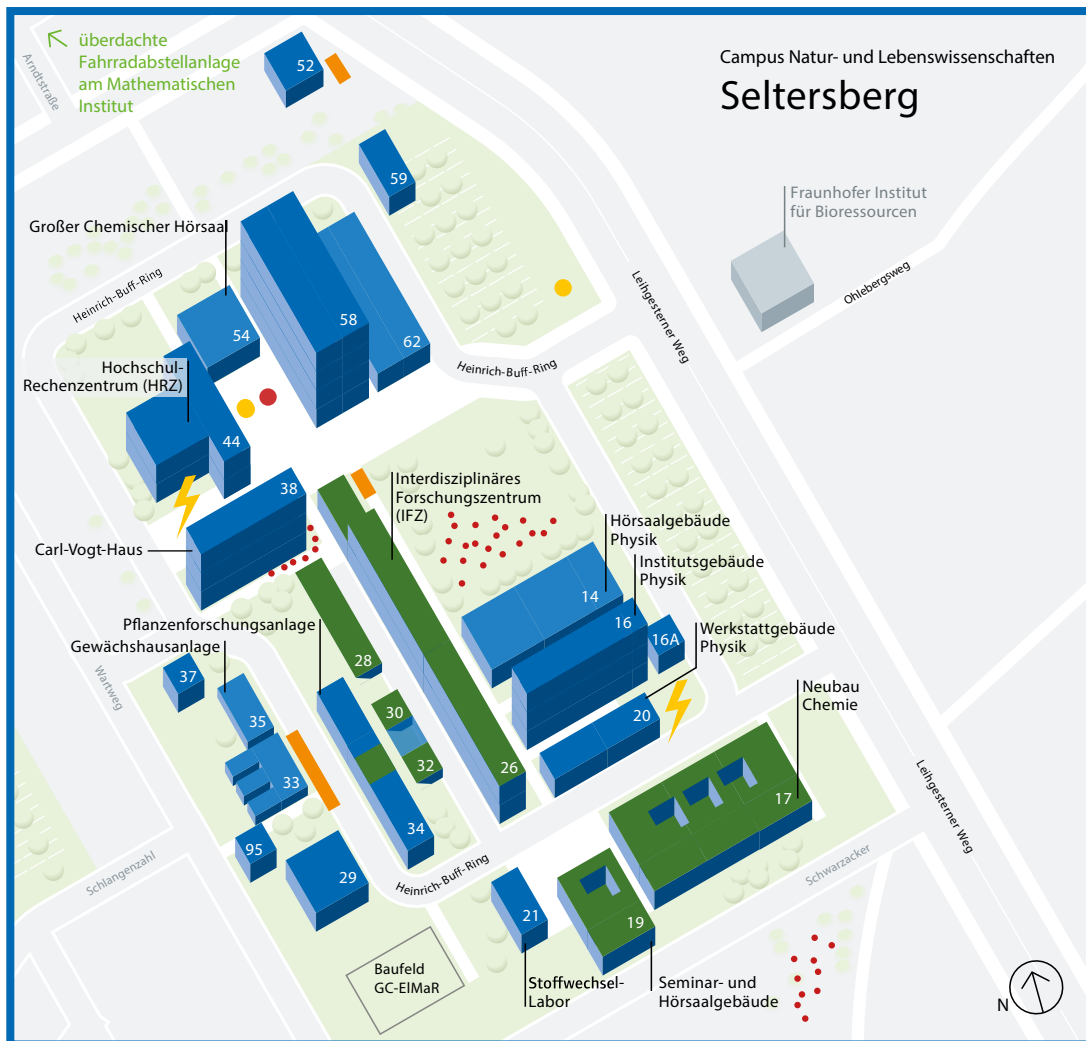 überdachte
Fahrradabstellanlage
am Mathematischen
Institut
Arndtstraße
52
Campus Natur- und Lebenswissenschaften
Seltersberg
59
Fraunhofer Institut
für Bioressourcen
Großer Chemischer Hörsaal
Heinrich-Buff-Ring
Leihgesterner Weg
Ohlebergsweg
54
58
62
Heinrich-Buff-Ring
Hochschul-
Rechenzentrum (HRZ)
44
38
Interdisziplinäres
Forschungszentrum
(IFZ)
Carl-Vogt-Haus
Hörsaalgebäude
Physik
Institutsgebäude
Physik
14
16
16A
Werkstattgebäude
Physik
Pflanzenforschungsanlage
Gewächshausanlage
Wartweg
37
28
35
30
20
Neubau
Chemie
32
33
26
17
Leihgesterner Weg
34
95
29
Schlangenzahl
Heinrich-Buff-Ring
Schwarzacker
21
19
Baufeld
GC-ElMaR
Stoffwechsel-
Labor
Seminar- und
Hörsaalgebäude
N